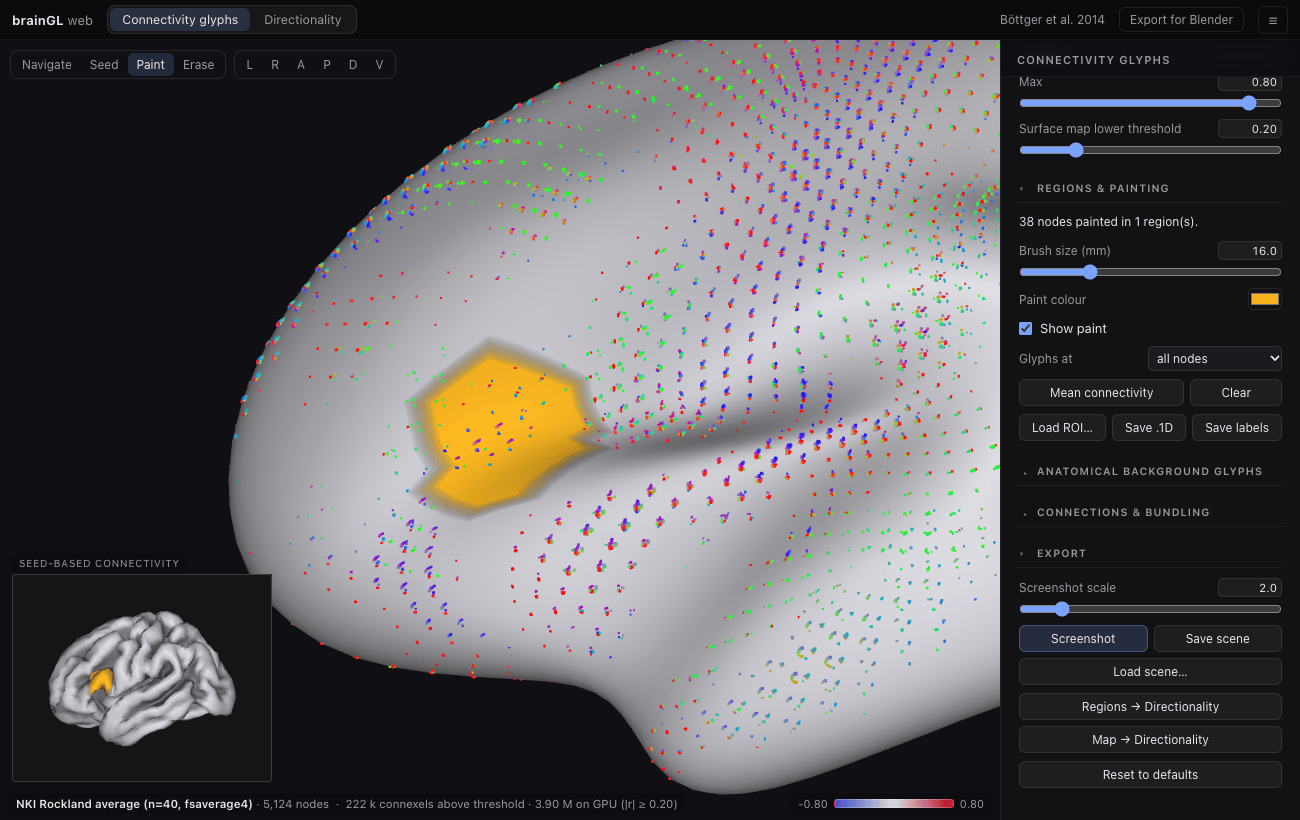 brainGL web Connectivity glyphs Directionality Böttger et al. 2014 Export for Blender ≡
Navigate Seed Paint Erase L R A P D V
CONNECTIVITY GLYPHS
Max 0.80
Surface map lower threshold 0.20
REGIONS & PAINTING
38 nodes painted in 1 region(s).
Brush size (mm) 16.0
Paint colour
Show paint
Glyphs at all nodes
Mean connectivity Clear
Load ROI... Save .1D Save labels
ANATOMICAL BACKGROUND GLYPHS
CONNECTIONS & BUNDLING
EXPORT
Screenshot scale 2.0
Screenshot Save scene
Load scene...
Regions → Directionality
Map → Directionality
Reset to defaults
SEED-BASED CONNECTIVITY
NKI Rockland average (n=40, fsaverage4) · 5,124 nodes · 222 k connexels above threshold · 3.90 M on GPU (|r| ≥ 0.20)
-0.80 0.80